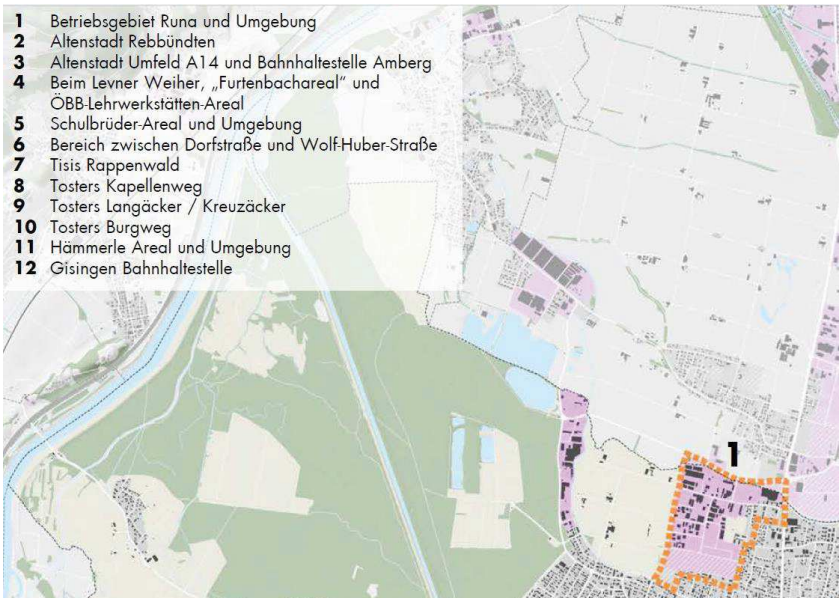 1 Betriebsgebiet Runa und Umgebung
2 Altenstadt Rebbündten
3 Altenstadt Umfeld A14 und Bahnhaltestelle Amberg
4 Beim Levner Weiher, „Furtenbachareal" und
ÖBB-Lehrwerkstätten-Areal
5 Schulbrüder-Areal und Umgebung
6 Bereich zwischen Dorfstraße und Wolf-Huber-Straße
7 Tisis Rappenwald
8 Tosters Kapellenweg
9 Tosters Langäcker / Kreuzäcker
10 Tosters Burgweg
11 Hämmerle Areal und Umgebung
12 Gisingen Bahnhaltestelle
1